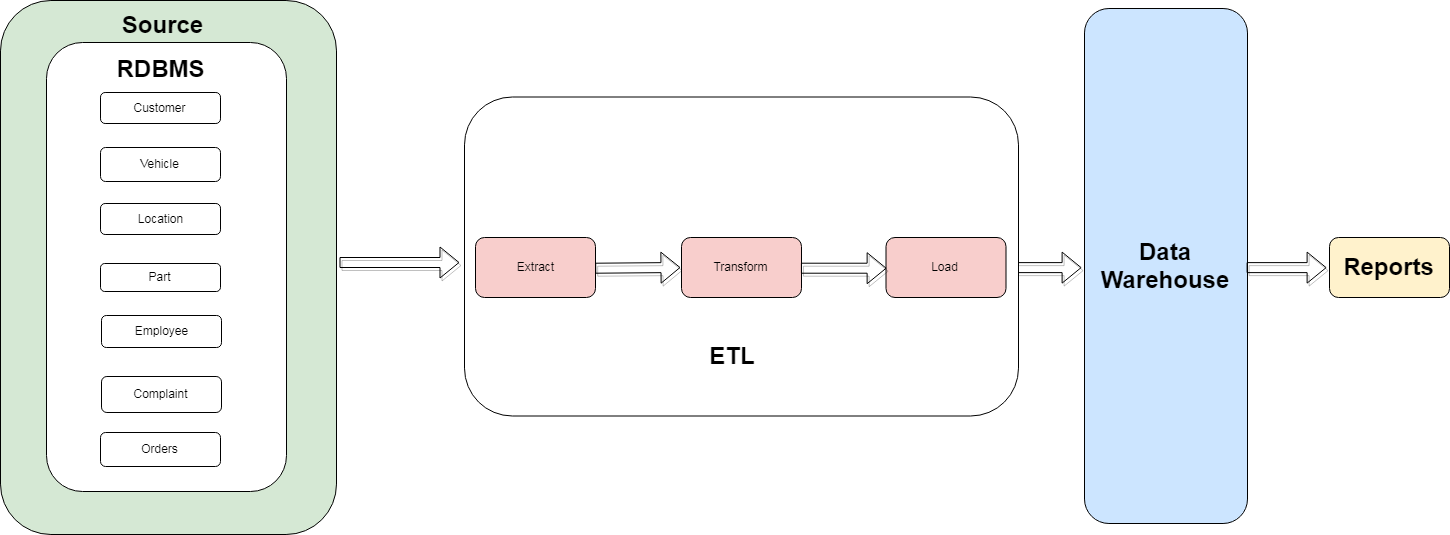 Source
RDBMS
Customer
Vehicle
Location
Part
Employee
Complaint
Orders
Extract
Transform
Load
ETL
Data
Warehouse
Reports